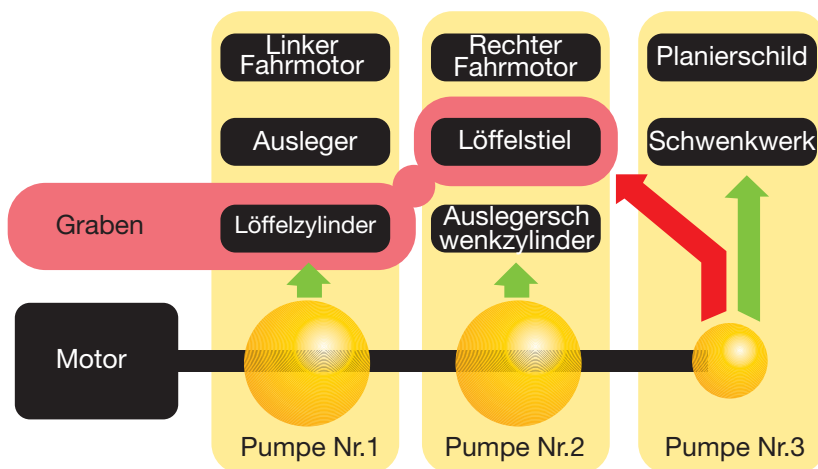 Linker
Fahrmotor
Rechter
Fahrmotor
Planierschild
Ausleger
Löffelstiel
Schwenkwerk
Graben
Löffelzylinder
Auslegersch
wenkzylinder
Motor
Pumpe Nr.1
Pumpe Nr.2
Pumpe Nr.3